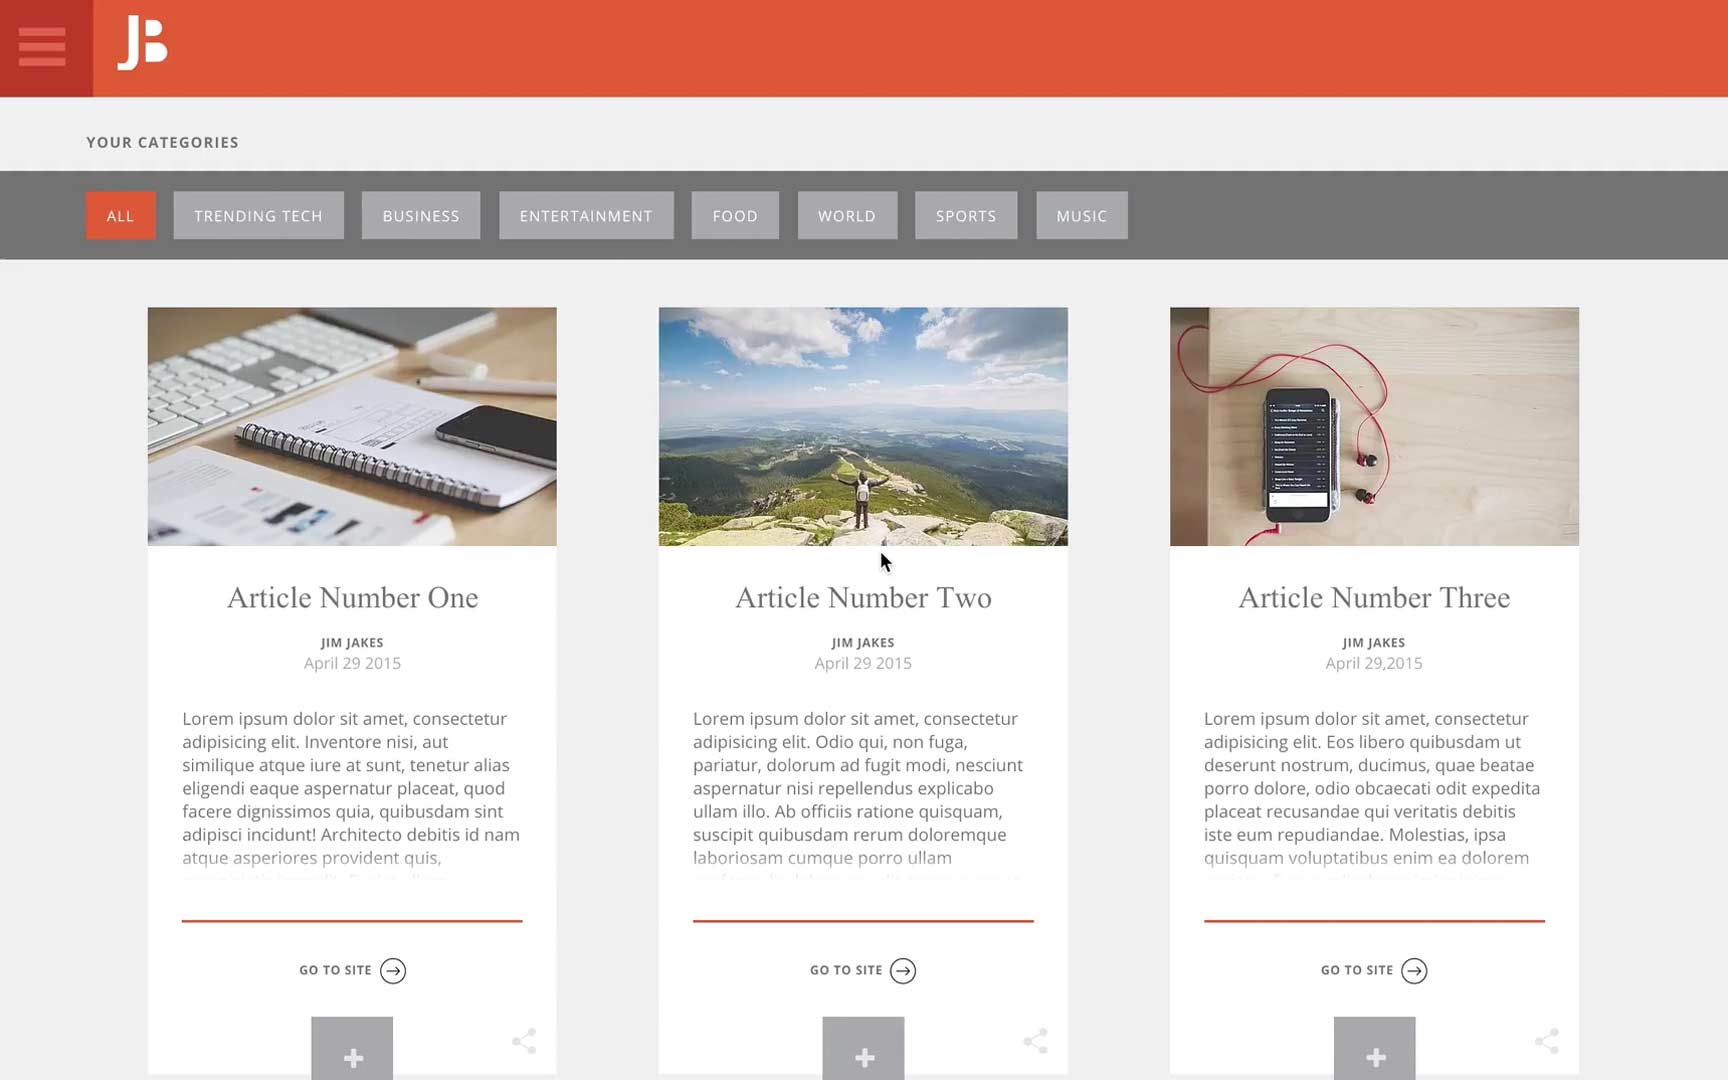 JB
YOUR CATEGORIES
ALL
TRENDING TECH
BUSINESS
ENTERTAINMENT
FOOD
WORLD
SPORTS
MUSIC
Article Number One
JIM JAKES
April 29 2015
Lorem ipsum dolor sit amet, consectetur
adipisicing elit. Inventore nisi, aut
similique atque iure at sunt, tenetur alias
eligendi eaque aspernatur placeat, quod
facere dignissimos quia, quibusdam sint
adipisci incidunt! Architecto debitis id nam
atque asperiores provident quis,
GO TO SITE
Article Number Two
JIM JAKES
April 29 2015
Lorem ipsum dolor sit amet, consectetur
adipisicing elit. Odio qui, non fuga,
pariatur, dolorum ad fugit modi, nesciunt
aspernatur nisi repellendus explicabo
ullam illo. Ab officiis ratione quisquam,
suscipit quibusdam rerum doloremque
laboriosam cumque porro ullam
GO TO SITE
Article Number Three
JIM JAKES
April 29,2015
Lorem ipsum dolor sit amet, consectetur
adipisicing elit. Eos libero quibusdam ut
deserunt nostrum, ducimus, quae beatae
porro dolore, odio obcaecati odit expedita
placeat recusandae qui veritatis debitis
iste eum repudiandae. Molestias, ipsa
quisquam voluptatibus enim ea dolorem
GO TO SITE